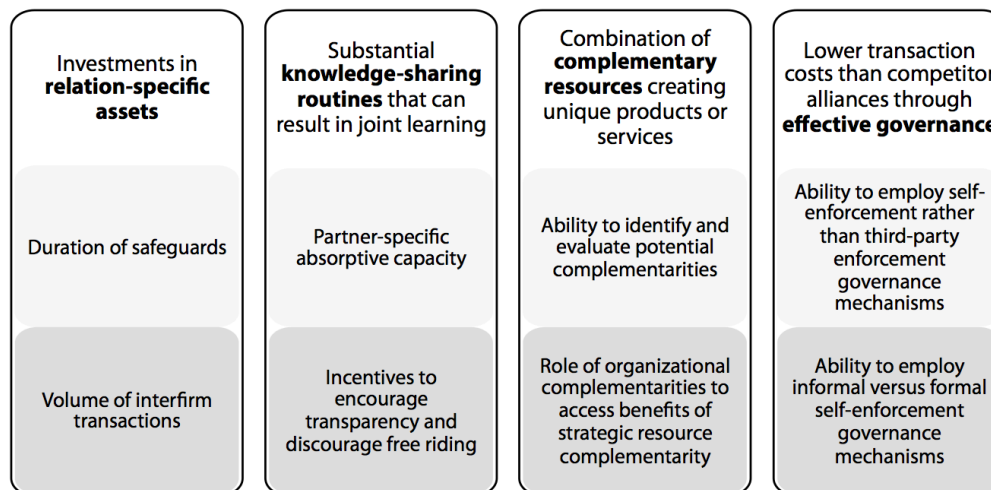 Investments in
relation-specific
assets
Duration of safeguards
Volume of interfirm
transactions
Substantial
knowledge-sharing
routines that can
result in joint learning
Partner-specific
absorptive capacity
Incentives to
encourage
transparency and
discourage free riding
Combination of
complementary
resources creating
unique products or
services
Ability to identify and
evaluate potential
complementarities
Role of organizational
complementarities to
access benefits of
strategic resource
complementarity
Lower transaction
costs than competitor
alliances through
effective governance
Ability to employ self-
enforcement rather
than third-party
enforcement
governance
mechanisms
Ability to employ
informal versus formal
self-enforcement
governance
mechanisms